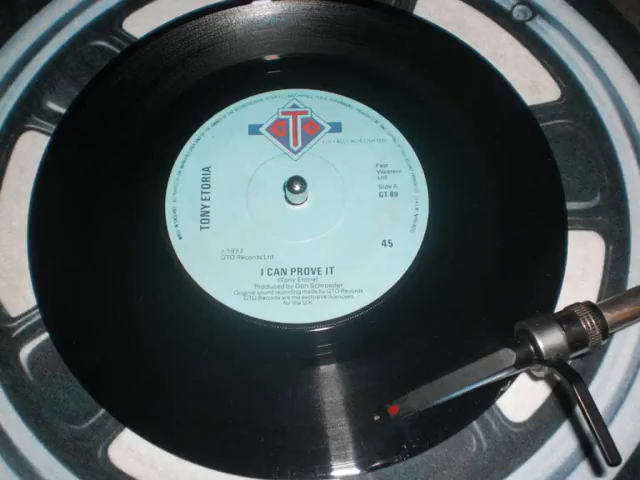 GTO
TONY ETORIA
Fast
Western
Ltd
Side A
GT 89
℗ 1977
GTO Records Ltd.
45
I CAN PROVE IT
(Tony Etoria)
Produced by Don Schroeder
Original sound recording made by GTO Records
GTO Records are the exclusive licencees
for the U.K